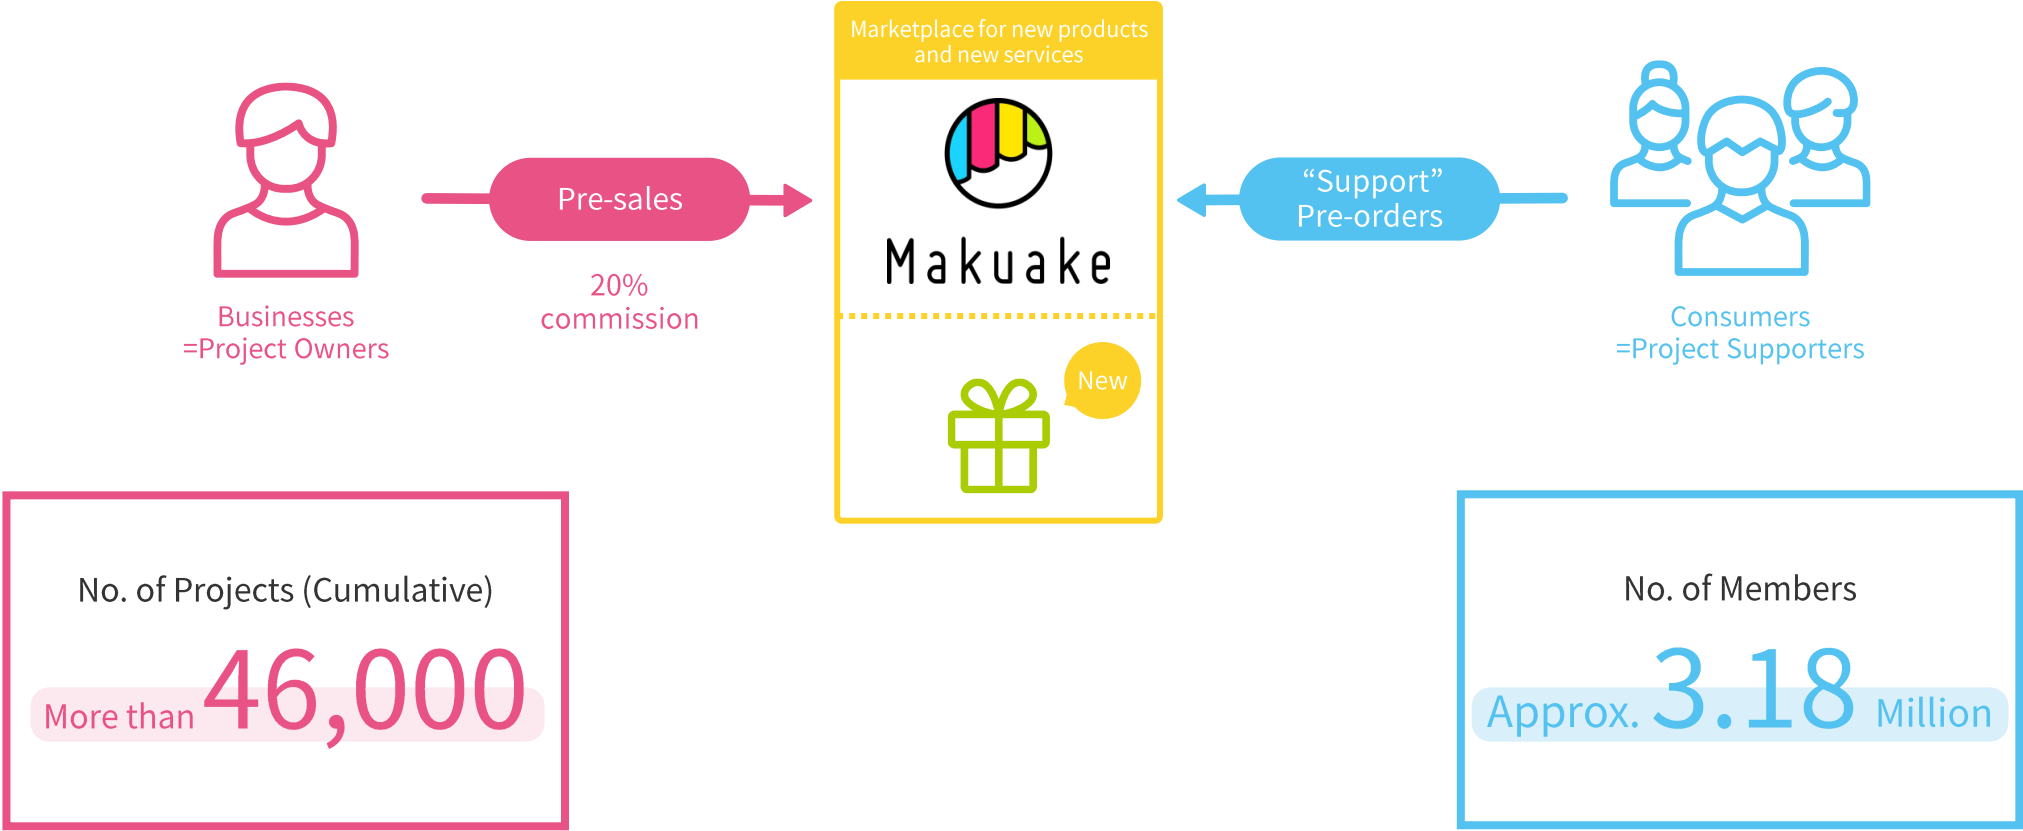 Marketplace for new products
and new services
Makuake
New
Pre-sales
20%
commission
Businesses
=Project Owners
“Support”
Pre-orders
Consumers
=Project Supporters
No. of Projects (Cumulative)
More than 46,000
No. of Members
Approx. 3.18 Million